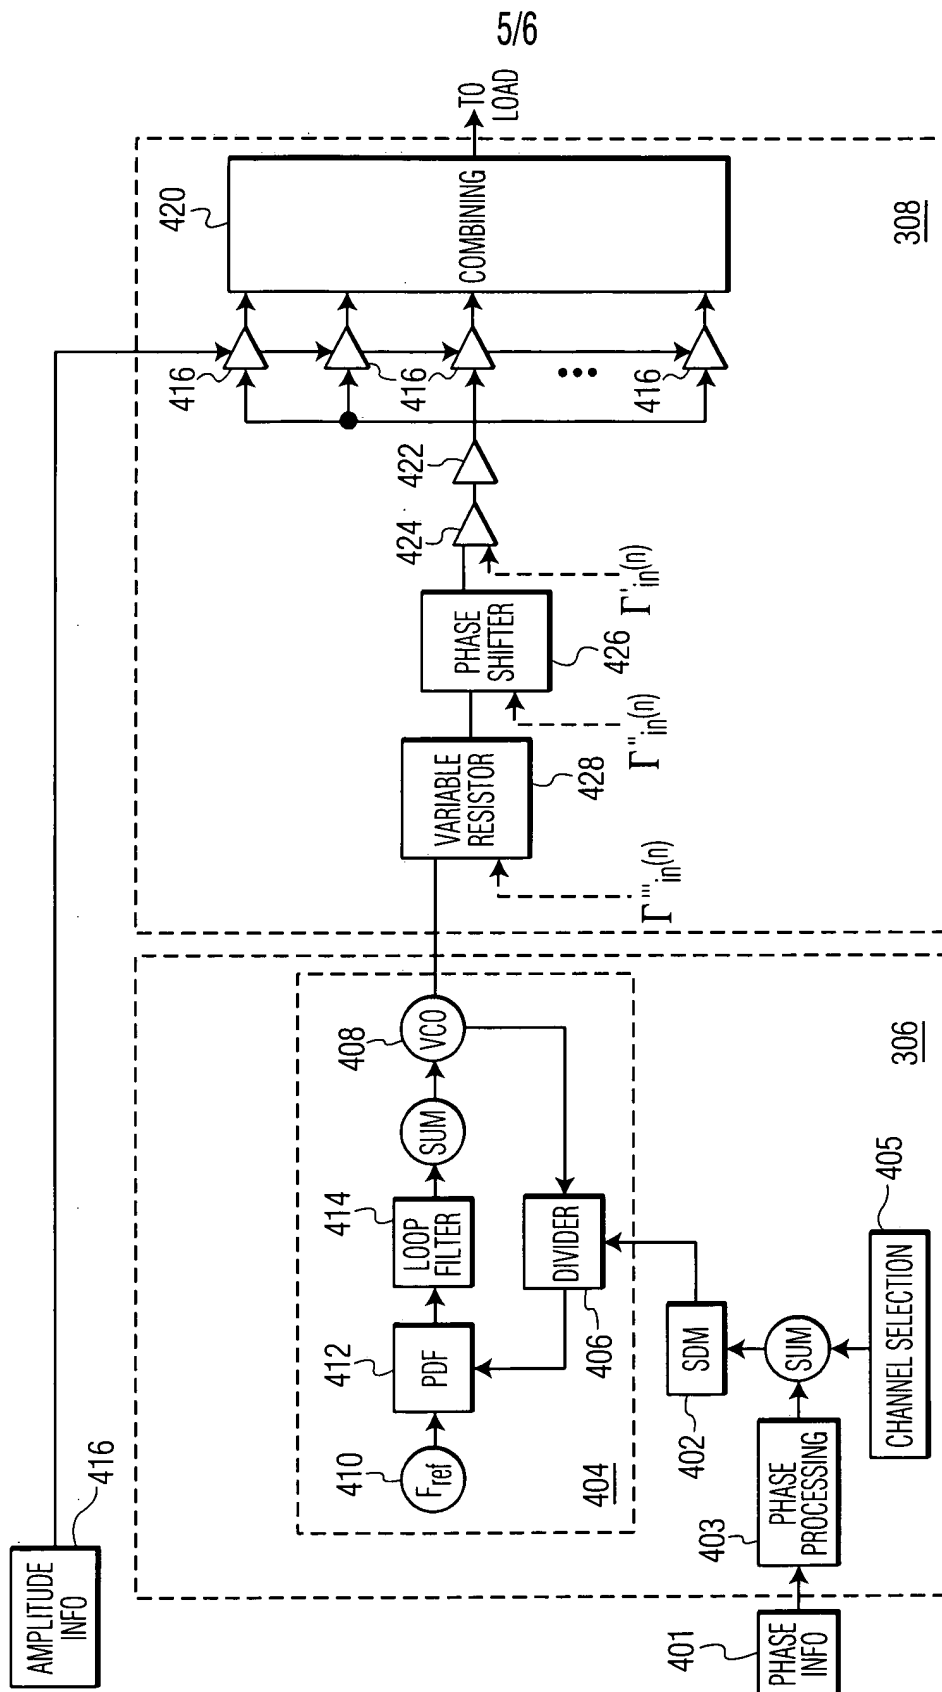 5/6
AMPLITUDE
INFO
416
420
COMBINING
TO
LOAD
416
416
416
416
422
424
Γ'in(n)
PHASE
SHIFTER
426
Γ''in(n)
VARIABLE
RESISTOR
428
Γ'''in(n)
308
408
VCO
SUM
414
LOOP
FILTER
412
PDF
410
Fref
DIVIDER
406
404
306
SDM
402
SUM
405
CHANNEL SELECTION
403
PHASE
PROCESSING
401
PHASE
INFO